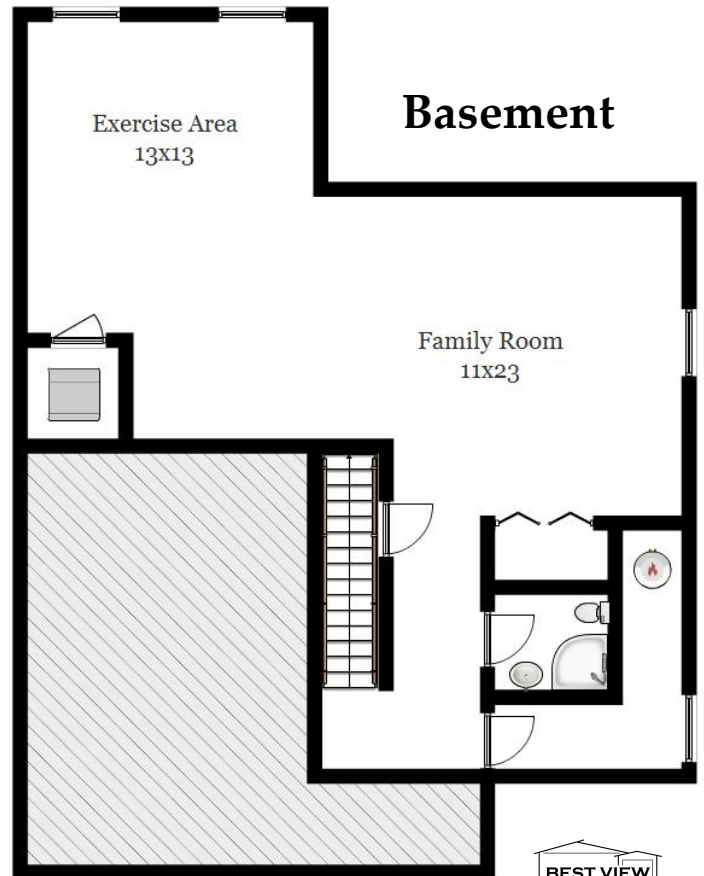 Basement
Exercise Area
13x13
Family Room
11x23
BEST VIEW